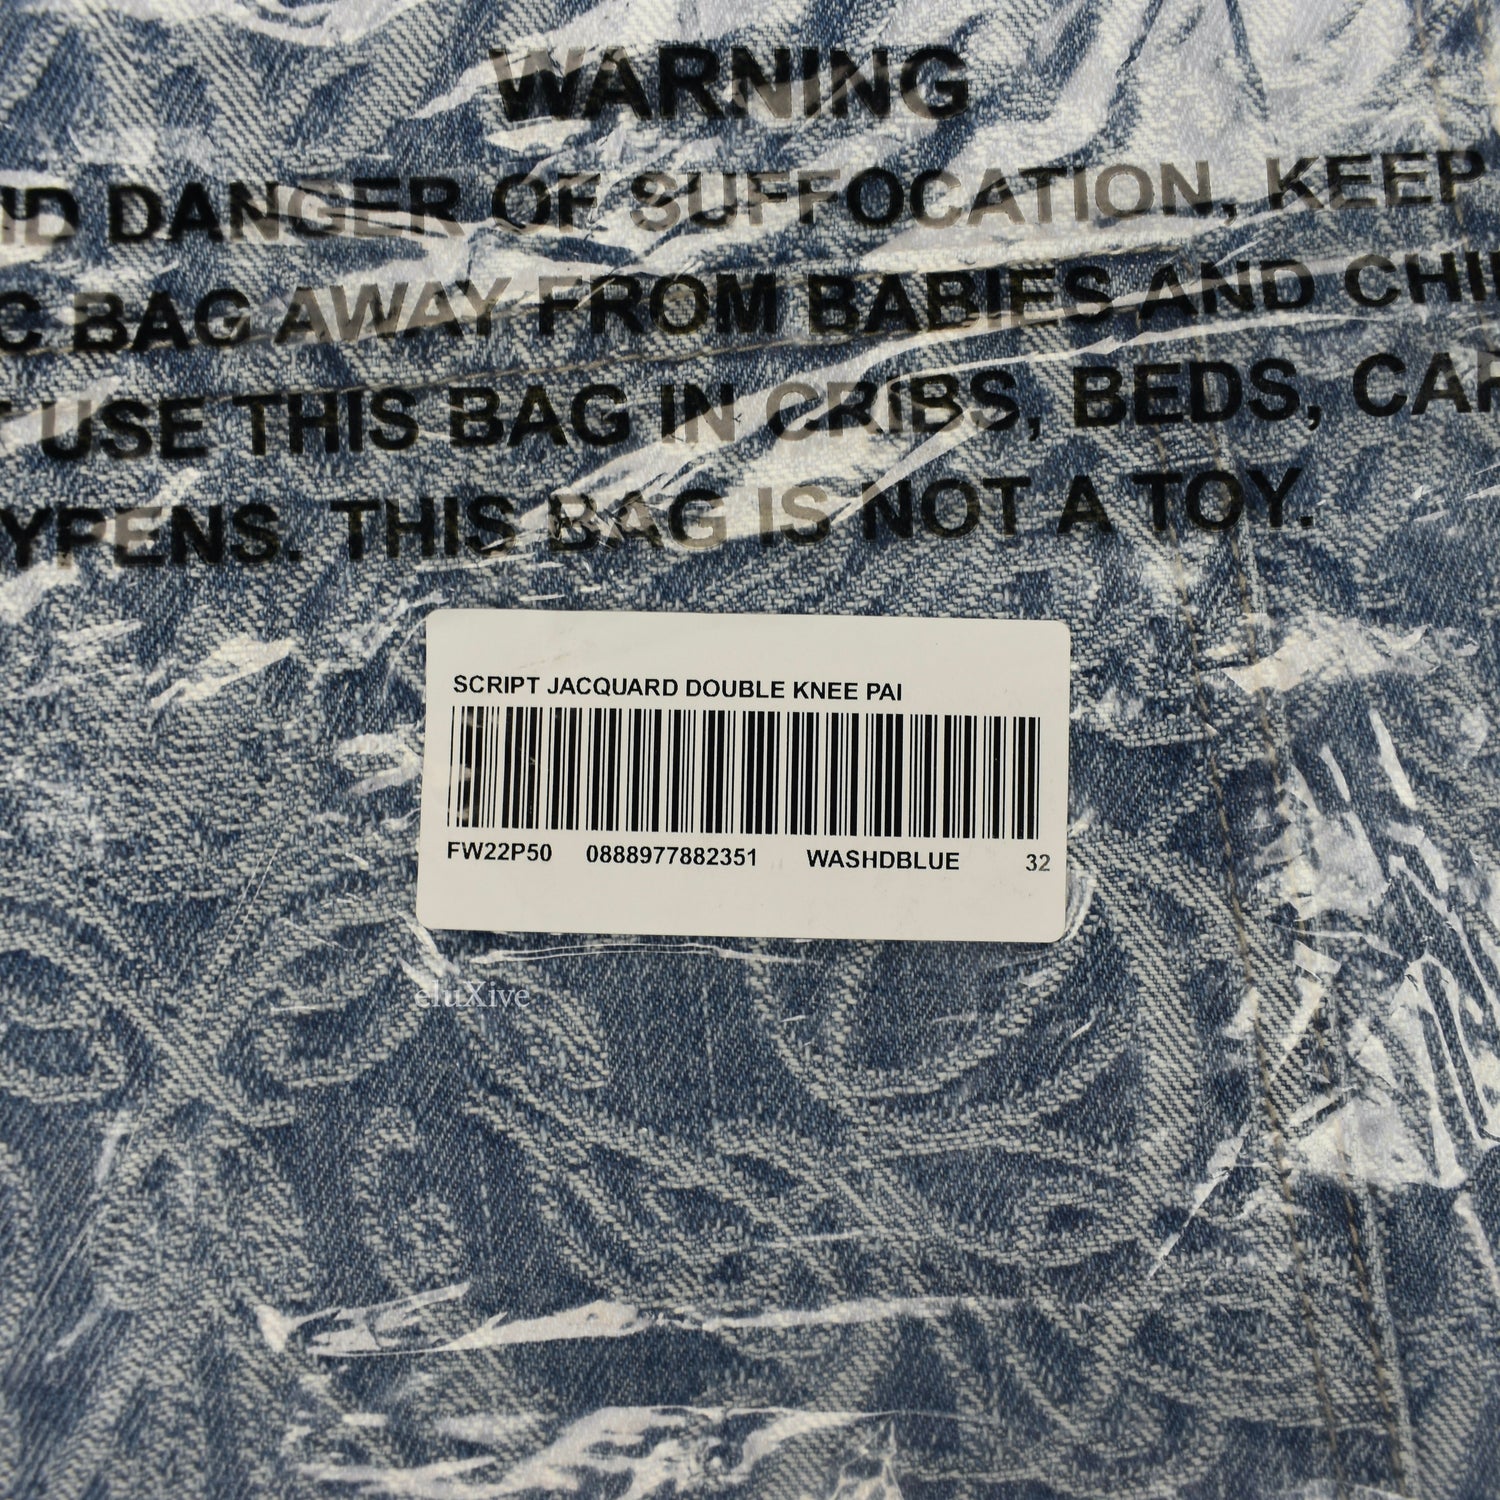 WARNING
DANGER OF SUFFOCATION, KEEP
BAG AWAY FROM BABIES AND
USE THIS BAG IN CRIBS, BEDS,
THIS BAG IS NOT A TOY.
SCRIPT JACQUARD DOUBLE KNEE PAI
FW22P50 0888977882351 WASHDBLUE 32
eluXive